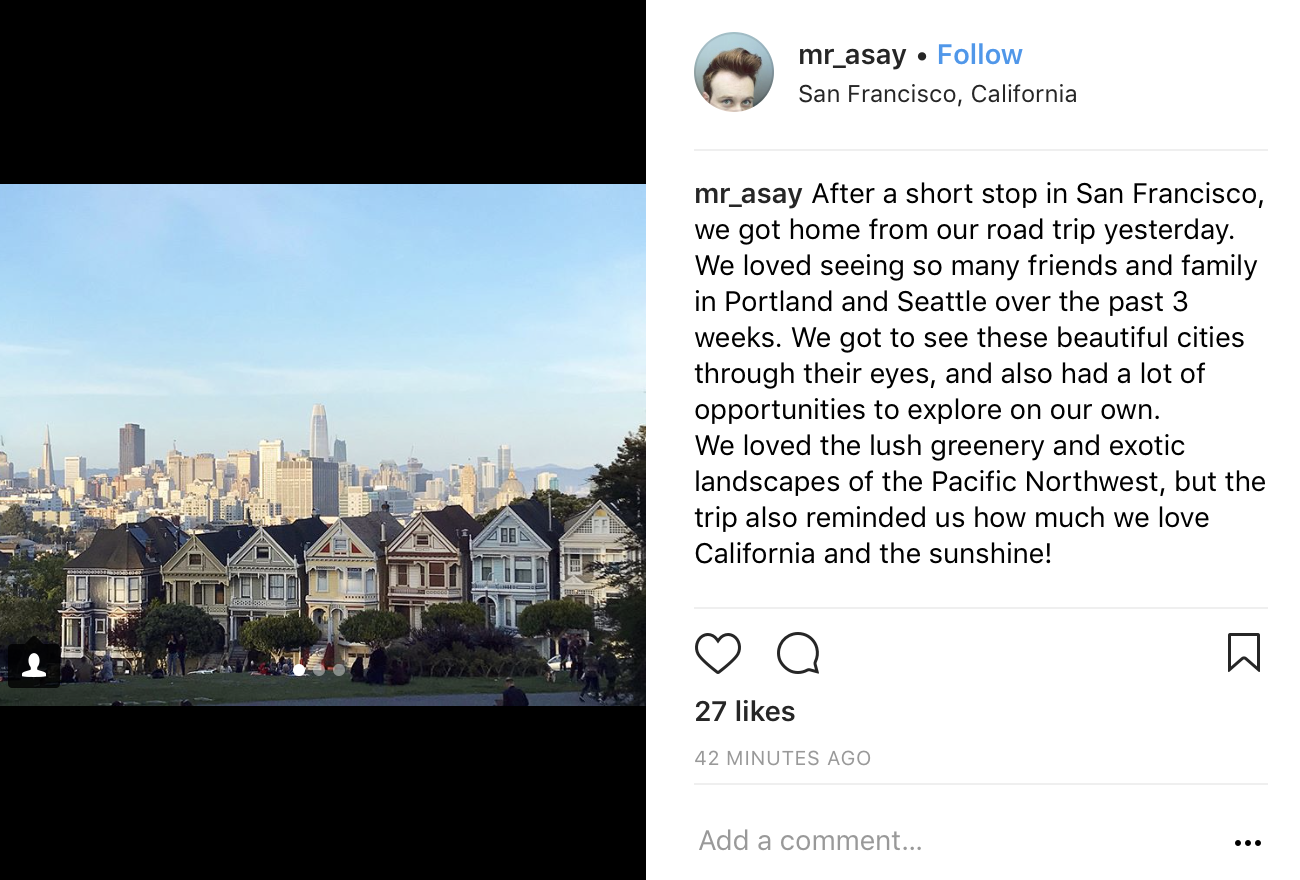 mr_asay • Follow
San Francisco, California
mr_asay After a short stop in San Francisco,
we got home from our road trip yesterday.
We loved seeing so many friends and family
in Portland and Seattle over the past 3
weeks. We got to see these beautiful cities
through their eyes, and also had a lot of
opportunities to explore on our own.
We loved the lush greenery and exotic
landscapes of the Pacific Northwest, but the
trip also reminded us how much we love
California and the sunshine!
27 likes
42 MINUTES AGO
Add a comment...